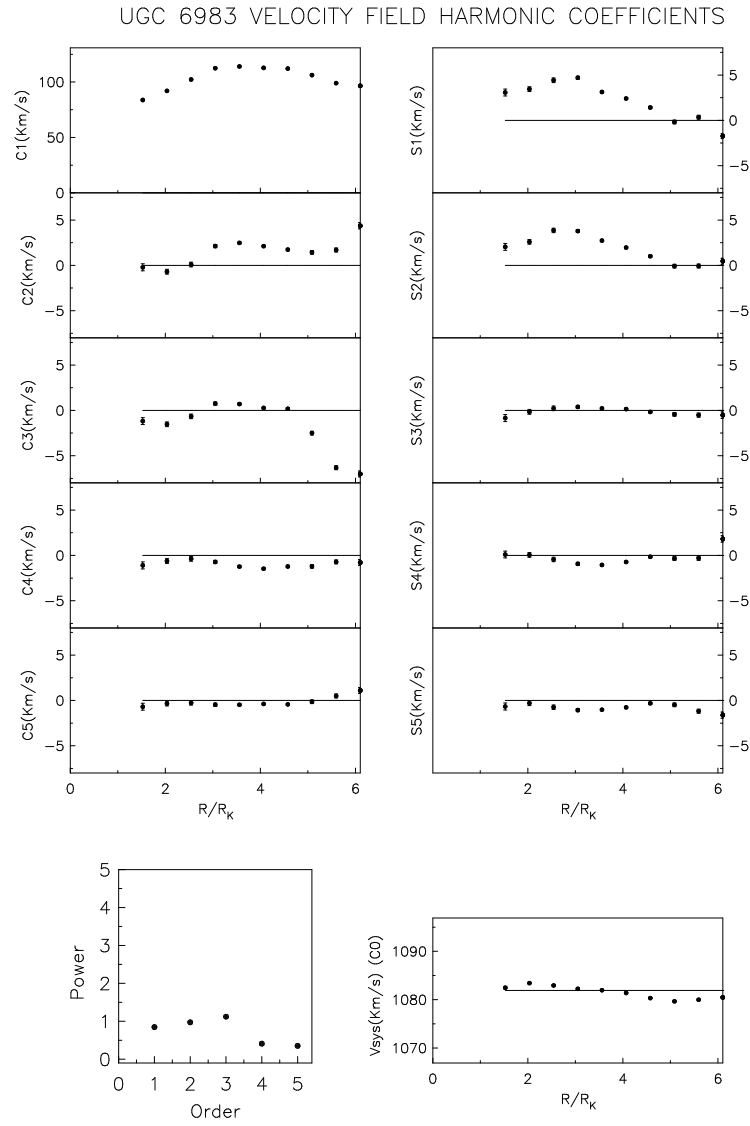 UGC 6983 VELOCITY FIELD HARMONIC COEFFICIENTS
C1(Km/s)
100
50
0
S1(Km/s)
5
0
−5
C2(Km/s)
5
0
−5
S2(Km/s)
5
0
−5
C3(Km/s)
5
0
−5
S3(Km/s)
5
0
−5
C4(Km/s)
5
0
−5
S4(Km/s)
5
0
−5
C5(Km/s)
5
0
−5
S5(Km/s)
5
0
−5
0 2 4 6
R/RK
0 2 4 6
R/RK
Power
5
4
3
2
1
0
0 1 2 3 4 5
Order
Vsys(Km/s) (C0)
1090
1080
1070
0 2 4 6
R/RK